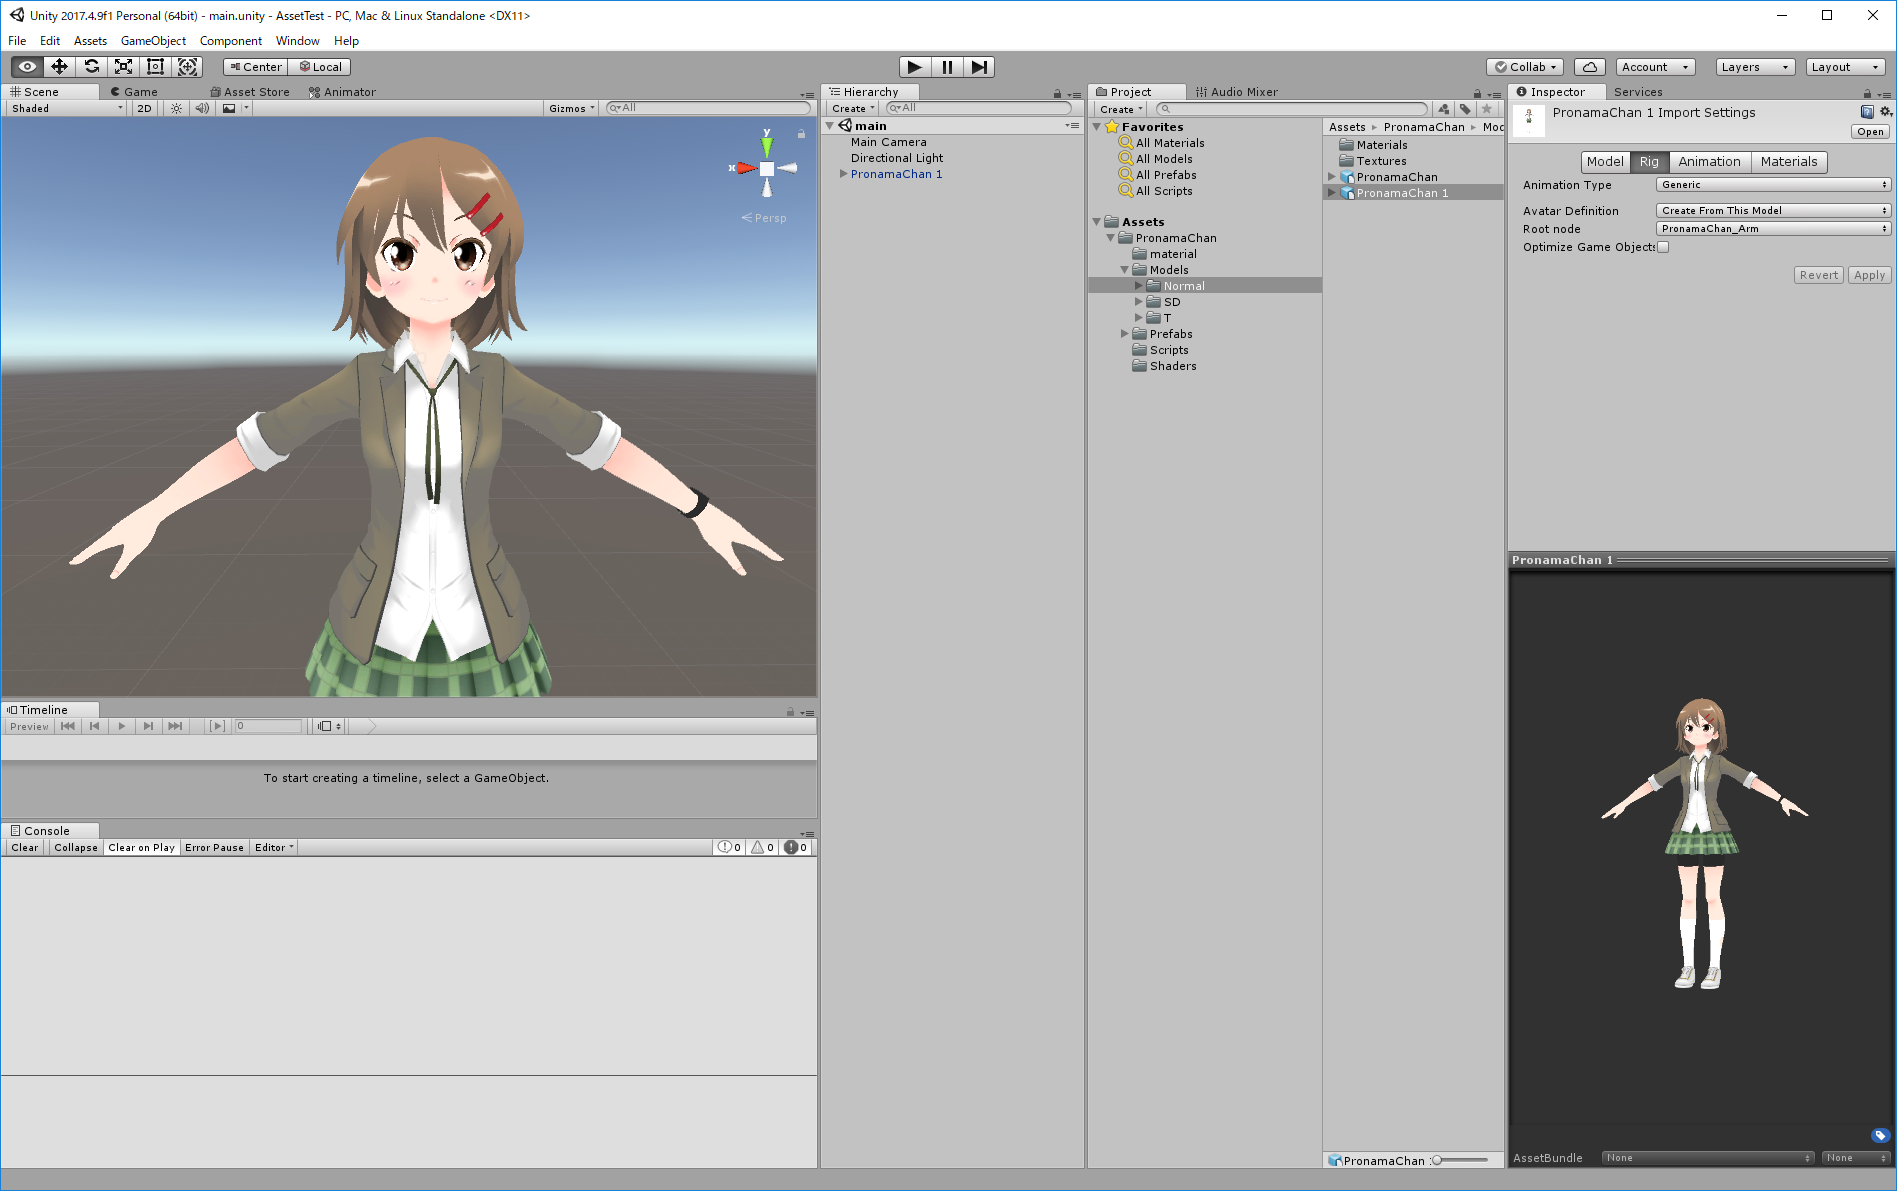 Unity 2017.4.9f1 Personal (64bit) - main.unity - AssetTest - PC, Mac & Linux Standalone <DX11>
File Edit Assets GameObject Component Window Help
Center Local Collab Account Layers Layout
Scene Game Asset Store Animator
Shaded 2D Gizmos All
y
x
Persp
Timeline
Preview 0
To start creating a timeline, select a GameObject.
Console
Clear Collapse Clear on Play Error Pause Editor 0 0 0
Hierarchy
Create All
main
Main Camera
Directional Light
PronamaChan 1
Project Audio Mixer
Create
Favorites
All Materials
All Models
All Prefabs
All Scripts
Assets
PronamaChan
material
Models
Normal
SD
T
Prefabs
Scripts
Shaders
Assets PronamaChan Mod
Materials
Textures
PronamaChan
PronamaChan 1
PronamaChan
Inspector Services
PronamaChan 1 Import Settings
Open
Model Rig Animation Materials
Animation Type Generic
Avatar Definition Create From This Model
Root node PronamaChan_Arm
Optimize Game Objects
Revert Apply
PronamaChan 1
AssetBundle None None